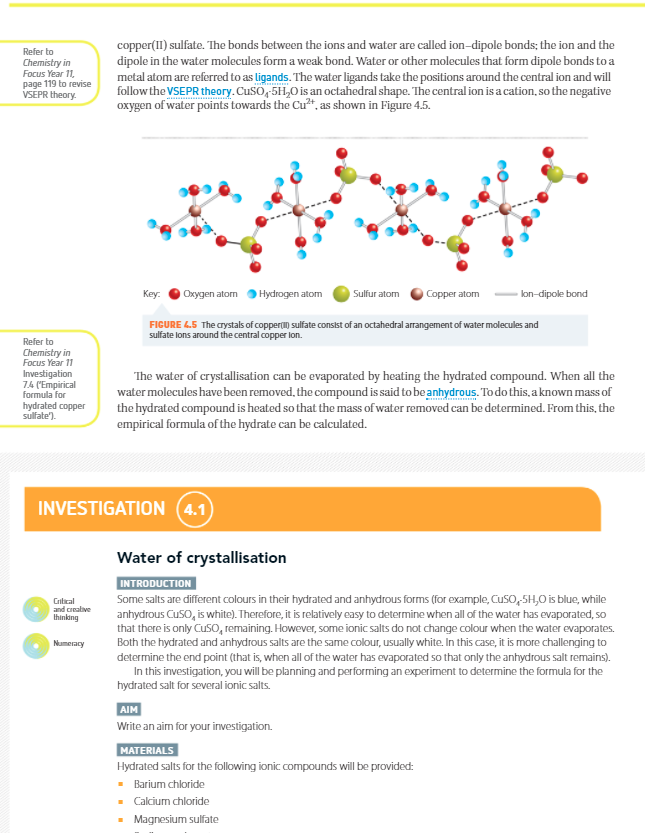 Refer to
Chemistry in
Focus Year 11,
page 119 to revise
VSEPR theory.
copper(II) sulfate. The bonds between the ions and water are called ion–dipole bonds; the ion and the
dipole in the water molecules form a weak bond. Water or other molecules that form dipole bonds to a
metal atom are referred to as ligands. The water ligands take the positions around the central ion and will
follow the VSEPR theory. CuSO₄·5H₂O is an octahedral shape. The central ion is a cation, so the negative
oxygen of water points towards the Cu²⁺, as shown in Figure 4.5.
Key: Oxygen atom Hydrogen atom Sulfur atom Copper atom Ion–dipole bond
FIGURE 4.5 The crystals of copper(II) sulfate consist of an octahedral arrangement of water molecules and
sulfate ions around the central copper ion.
Refer to
Chemistry in
Focus Year 11
Investigation
7.4 ('Empirical
formula for
hydrated copper
sulfate').
The water of crystallisation can be evaporated by heating the hydrated compound. When all the
water molecules have been removed, the compound is said to be anhydrous. To do this, a known mass of
the hydrated compound is heated so that the mass of water removed can be determined. From this, the
empirical formula of the hydrate can be calculated.
INVESTIGATION 4.1
Water of crystallisation
INTRODUCTION
Critical
and creative
thinking
Numeracy
Some salts are different colours in their hydrated and anhydrous forms (for example, CuSO₄·5H₂O is blue, while
anhydrous CuSO₄ is white). Therefore, it is relatively easy to determine when all of the water has evaporated, so
that there is only CuSO₄ remaining. However, some ionic salts do not change colour when the water evaporates.
Both the hydrated and anhydrous salts are the same colour, usually white. In this case, it is more challenging to
determine the end point (that is, when all of the water has evaporated so that only the anhydrous salt remains).
In this investigation, you will be planning and performing an experiment to determine the formula for the
hydrated salt for several ionic salts.
AIM
Write an aim for your investigation.
MATERIALS
Hydrated salts for the following ionic compounds will be provided:
▪ Barium chloride
▪ Calcium chloride
▪ Magnesium sulfate